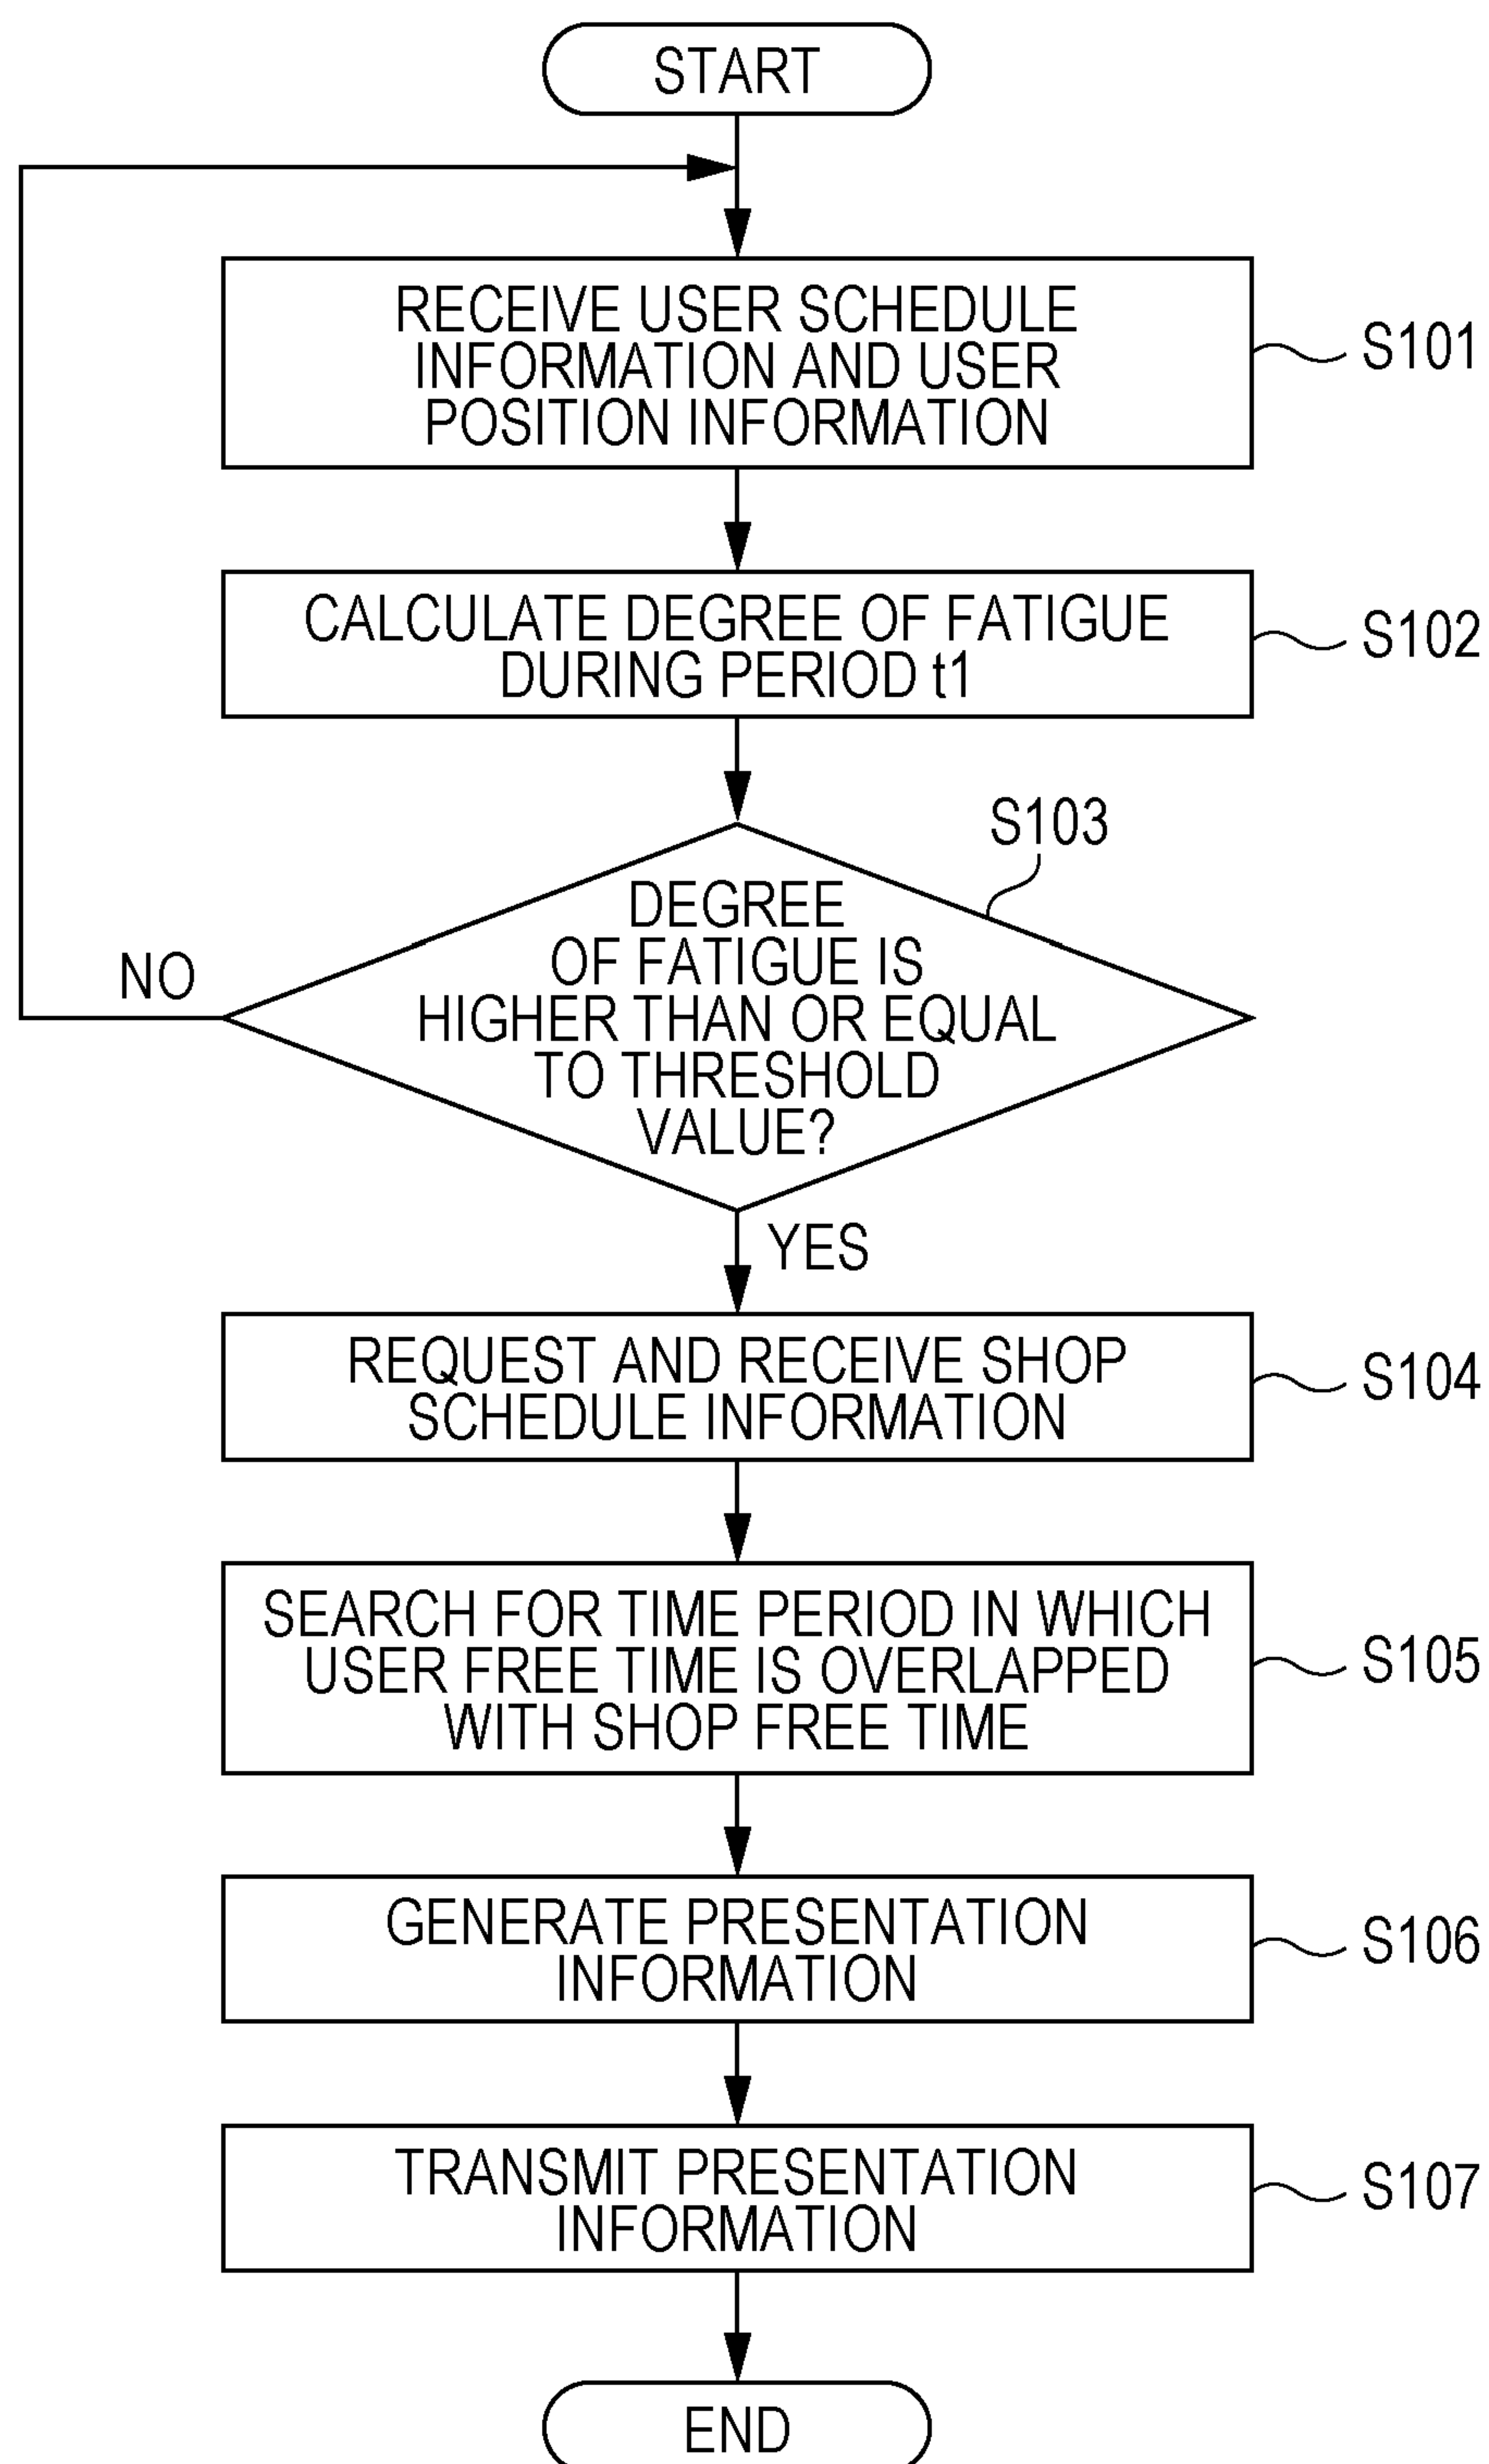 START
RECEIVE USER SCHEDULE
INFORMATION AND USER
POSITION INFORMATION
S101
CALCULATE DEGREE OF FATIGUE
DURING PERIOD t1
S102
S103
DEGREE
OF FATIGUE IS
HIGHER THAN OR EQUAL
TO THRESHOLD
VALUE?
NO
YES
REQUEST AND RECEIVE SHOP
SCHEDULE INFORMATION
S104
SEARCH FOR TIME PERIOD IN WHICH
USER FREE TIME IS OVERLAPPED
WITH SHOP FREE TIME
S105
GENERATE PRESENTATION
INFORMATION
S106
TRANSMIT PRESENTATION
INFORMATION
S107
END